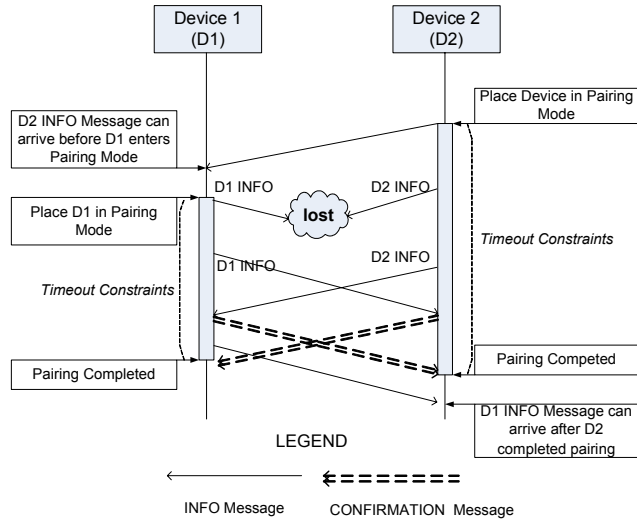 Device 1
(D1)
Device 2
(D2)
Place Device in Pairing
Mode
D2 INFO Message can
arrive before D1 enters
Pairing Mode
D1 INFO
D2 INFO
lost
Place D1 in Pairing
Mode
Timeout Constraints
D2 INFO
D1 INFO
Timeout Constraints
Pairing Completed
Pairing Competed
D1 INFO Message can
arrive after D2
completed pairing
LEGEND
INFO Message
CONFIRMATION Message